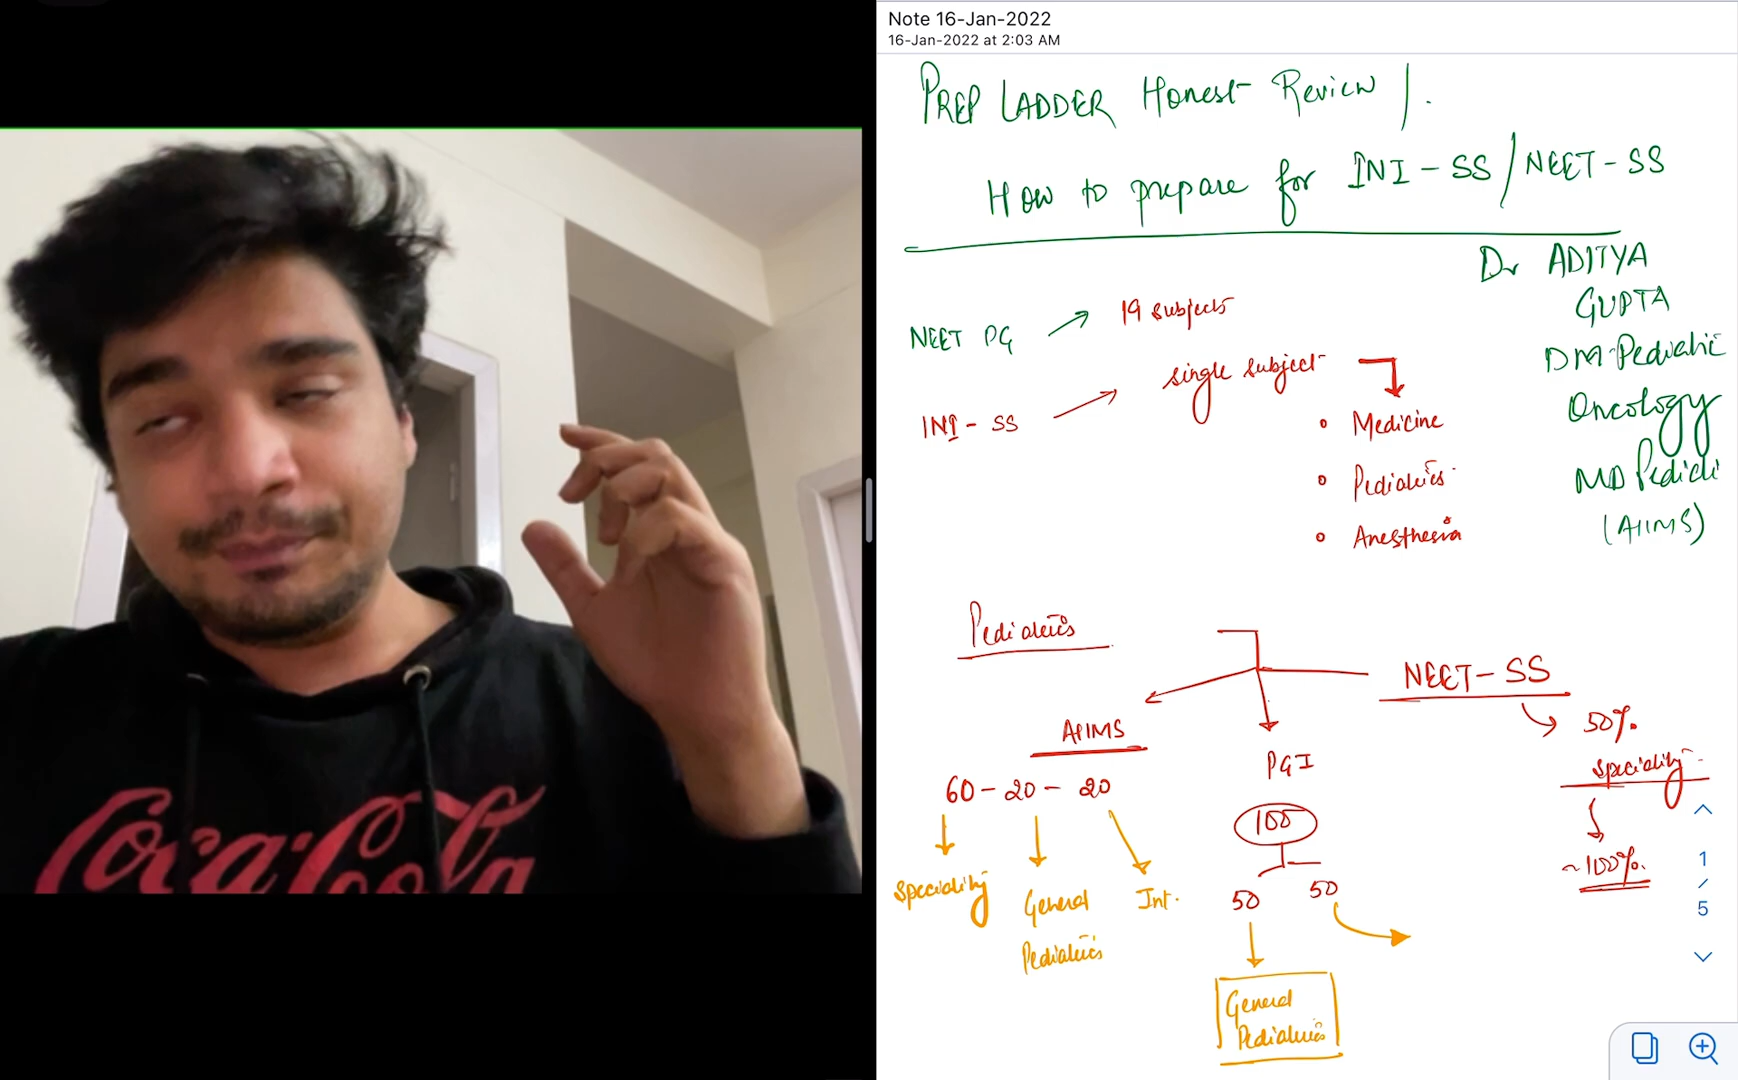 Note 16-Jan-2022
16-Jan-2022 at 2:03 AM
PREP LADDER Honest Review /.
How to prepare for INI-SS/NEET-SS
Dr ADITYA
GUPTA
DM-Pediatric
Oncology
MD Pedi
(AIIMS)
NEET PG → 19 subjects
INI-SS → single subject
• Medicine
• Pediatrics
• Anesthesia
Pediatrics
NEET-SS
50%
speciality
~100%.
AIIMS
60-20-20
Speciality
General
Pediatrics
Int.
PGI
100
50 50
General
Pediatrics
1
/
5
Coca-Cola